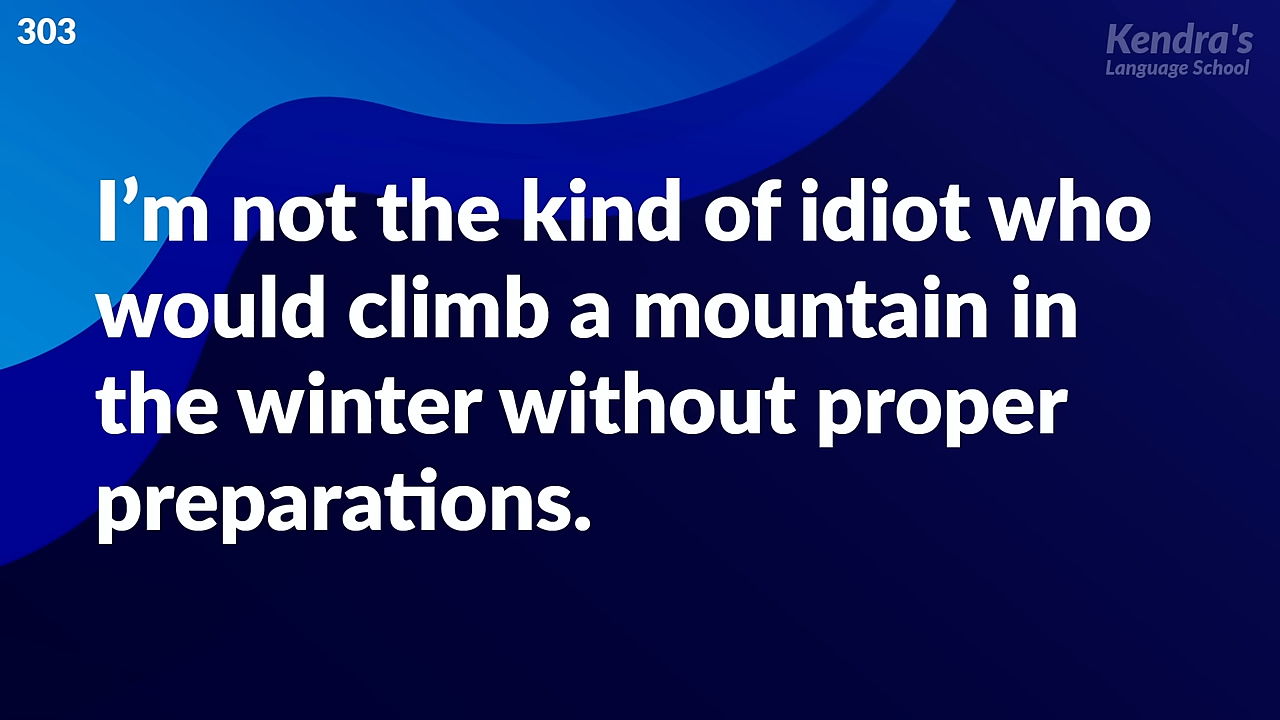 303
Kendra's
Language School
I’m not the kind of idiot who
would climb a mountain in
the winter without proper
preparations.